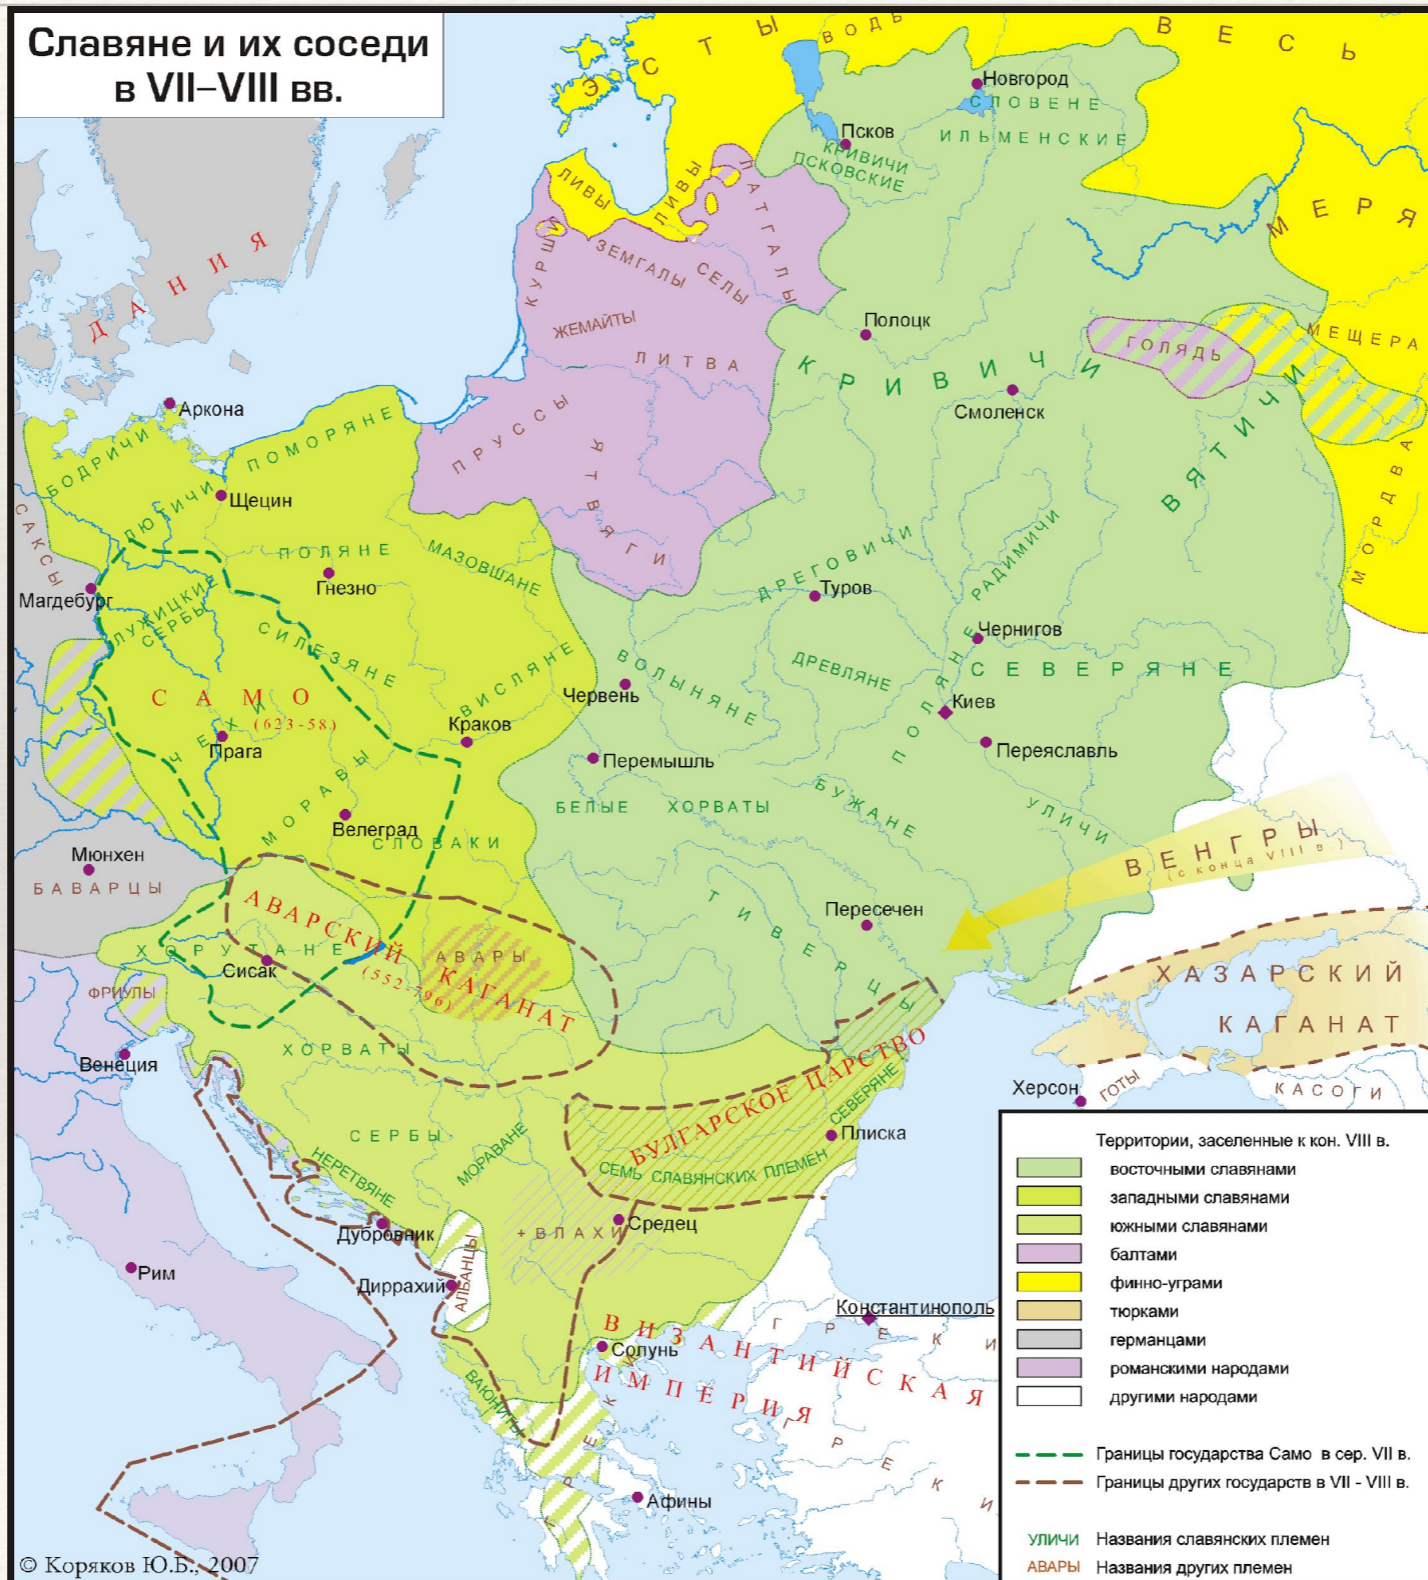 Славяне и их соседи
в VII–VIII вв.
ЭСТЫ
ВОДЬ
ВЕСЬ
Новгород
СЛОВЕНЕ
ИЛЬМЕНСКИЕ
Псков
КРИВИЧИ
ПСКОВСКИЕ
ЛИВЫ
ЛИВЫ
ЛАТГАЛЫ
МЕРЯ
ДАНИЯ
КУРШИ
ЗЕМГАЛЫ
СЕЛЫ
ЖЕМАЙТЫ
ЛИТВА
Полоцк
КРИВИЧИ
ГОЛЯДЬ
МЕЩЕРА
Смоленск
ВЯТИЧИ
Аркона
БОДРИЧИ
ПОМОРЯНЕ
ПРУССЫ
ЯТВЯГИ
МОРДВА
Щецин
ЛЮТИЧИ
САКСЫ
ПОЛЯНЕ
МАЗОВШАНЕ
Гнезно
Магдебург
ДРЕГОВИЧИ
РАДИМИЧИ
Туров
ЛУЖИЦКИЕ
СЕРБЫ
СИЛЕЗЯНЕ
Чернигов
СЕВЕРЯНЕ
ВОЛЫНЯНЕ
ДРЕВЛЯНЕ
ПОЛЯНЕ
САМО
(623-58)
ВИСЛЯНЕ
Червень
Киев
Краков
ЧЕХИ
Прага
Перемышль
Переяславль
МОРАВЫ
БЕЛЫЕ ХОРВАТЫ
БУЖАНЕ
УЛИЧИ
Велеград
СЛОВАКИ
ВЕНГРЫ
(с конца VIII в.)
Мюнхен
БАВАРЦЫ
АВАРСКИЙ КАГАНАТ
(552-796)
АВАРЫ
ТИВЕРЦЫ
Пересечен
ХОРУТАНЕ
Сисак
ФРИУЛЫ
ХАЗАРСКИЙ
КАГАНАТ
ХОРВАТЫ
Венеция
БУЛГАРСКОЕ ЦАРСТВО
СЕВЕРЯНЕ
Херсон
ГОТЫ
КАСОГИ
СЕРБЫ
МОРАВАНЕ
Плиска
НЕРЕТВЯНЕ
СЕМЬ СЛАВЯНСКИХ ПЛЕМЕН
Дубровник
+ВЛАХИ
Средец
Рим
Диррахий
АЛБАНЦЫ
Константинополь
ВИЗАНТИЙСКАЯ
ИМПЕРИЯ
ГРЕКИ
Солунь
ВАЮНИТЫ
ГРЕКИ
ГРЕКИ
Афины
Территории, заселенные к кон. VIII в.
восточными славянами
западными славянами
южными славянами
балтами
финно-уграми
тюрками
германцами
романскими народами
другими народами
Границы государства Само в сер. VII в.
Границы других государств в VII - VIII в.
УЛИЧИ Названия славянских племен
АВАРЫ Названия других племен
© Коряков Ю.Б., 2007